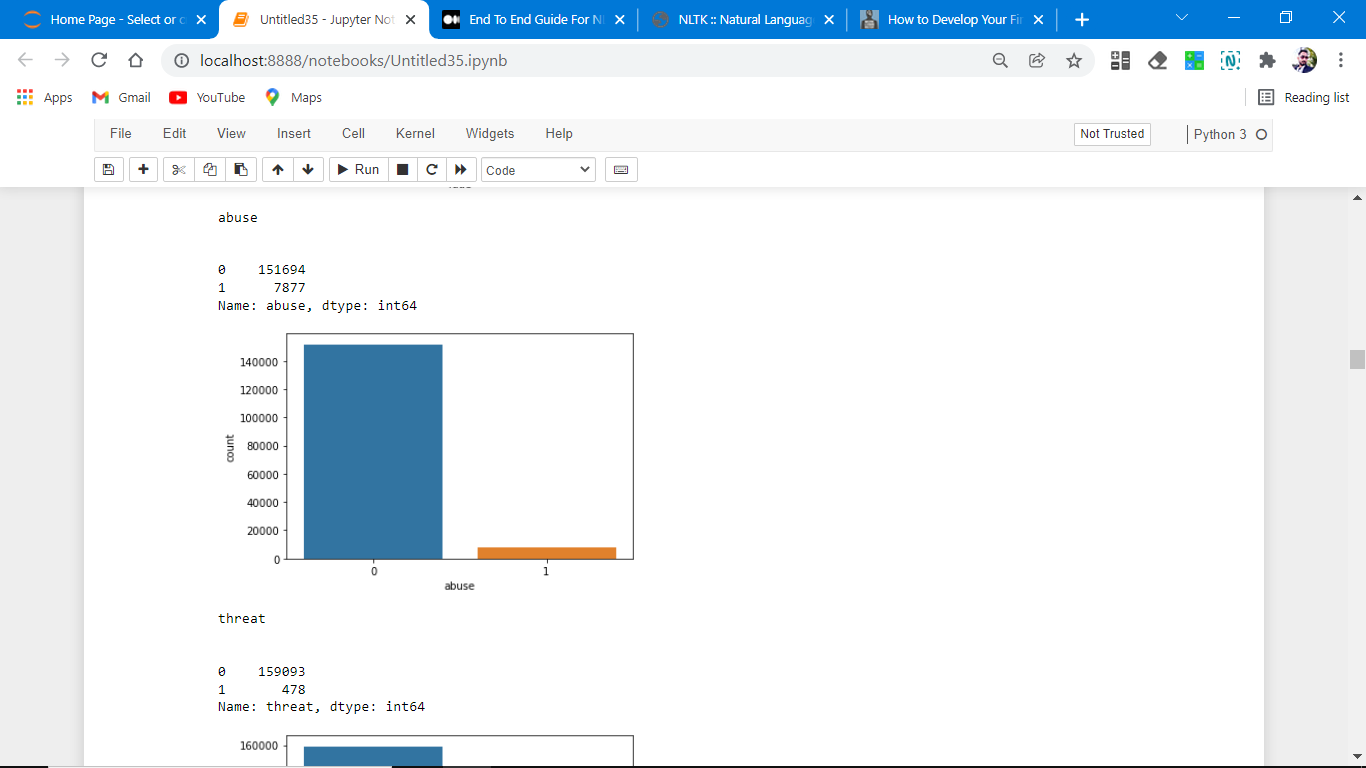 Home Page - Select or c
Untitled35 - Jupyter Not
End To End Guide For N
NLTK :: Natural Languag
How to Develop Your Fir
localhost:8888/notebooks/Untitled35.ipynb
Apps Gmail YouTube Maps Reading list
File Edit View Insert Cell Kernel Widgets Help Not Trusted Python 3
Run Code
abuse
0 151694
1 7877
Name: abuse, dtype: int64
140000
120000
100000
80000
60000
40000
20000
0
count
0 1
abuse
threat
0 159093
1 478
Name: threat, dtype: int64
160000